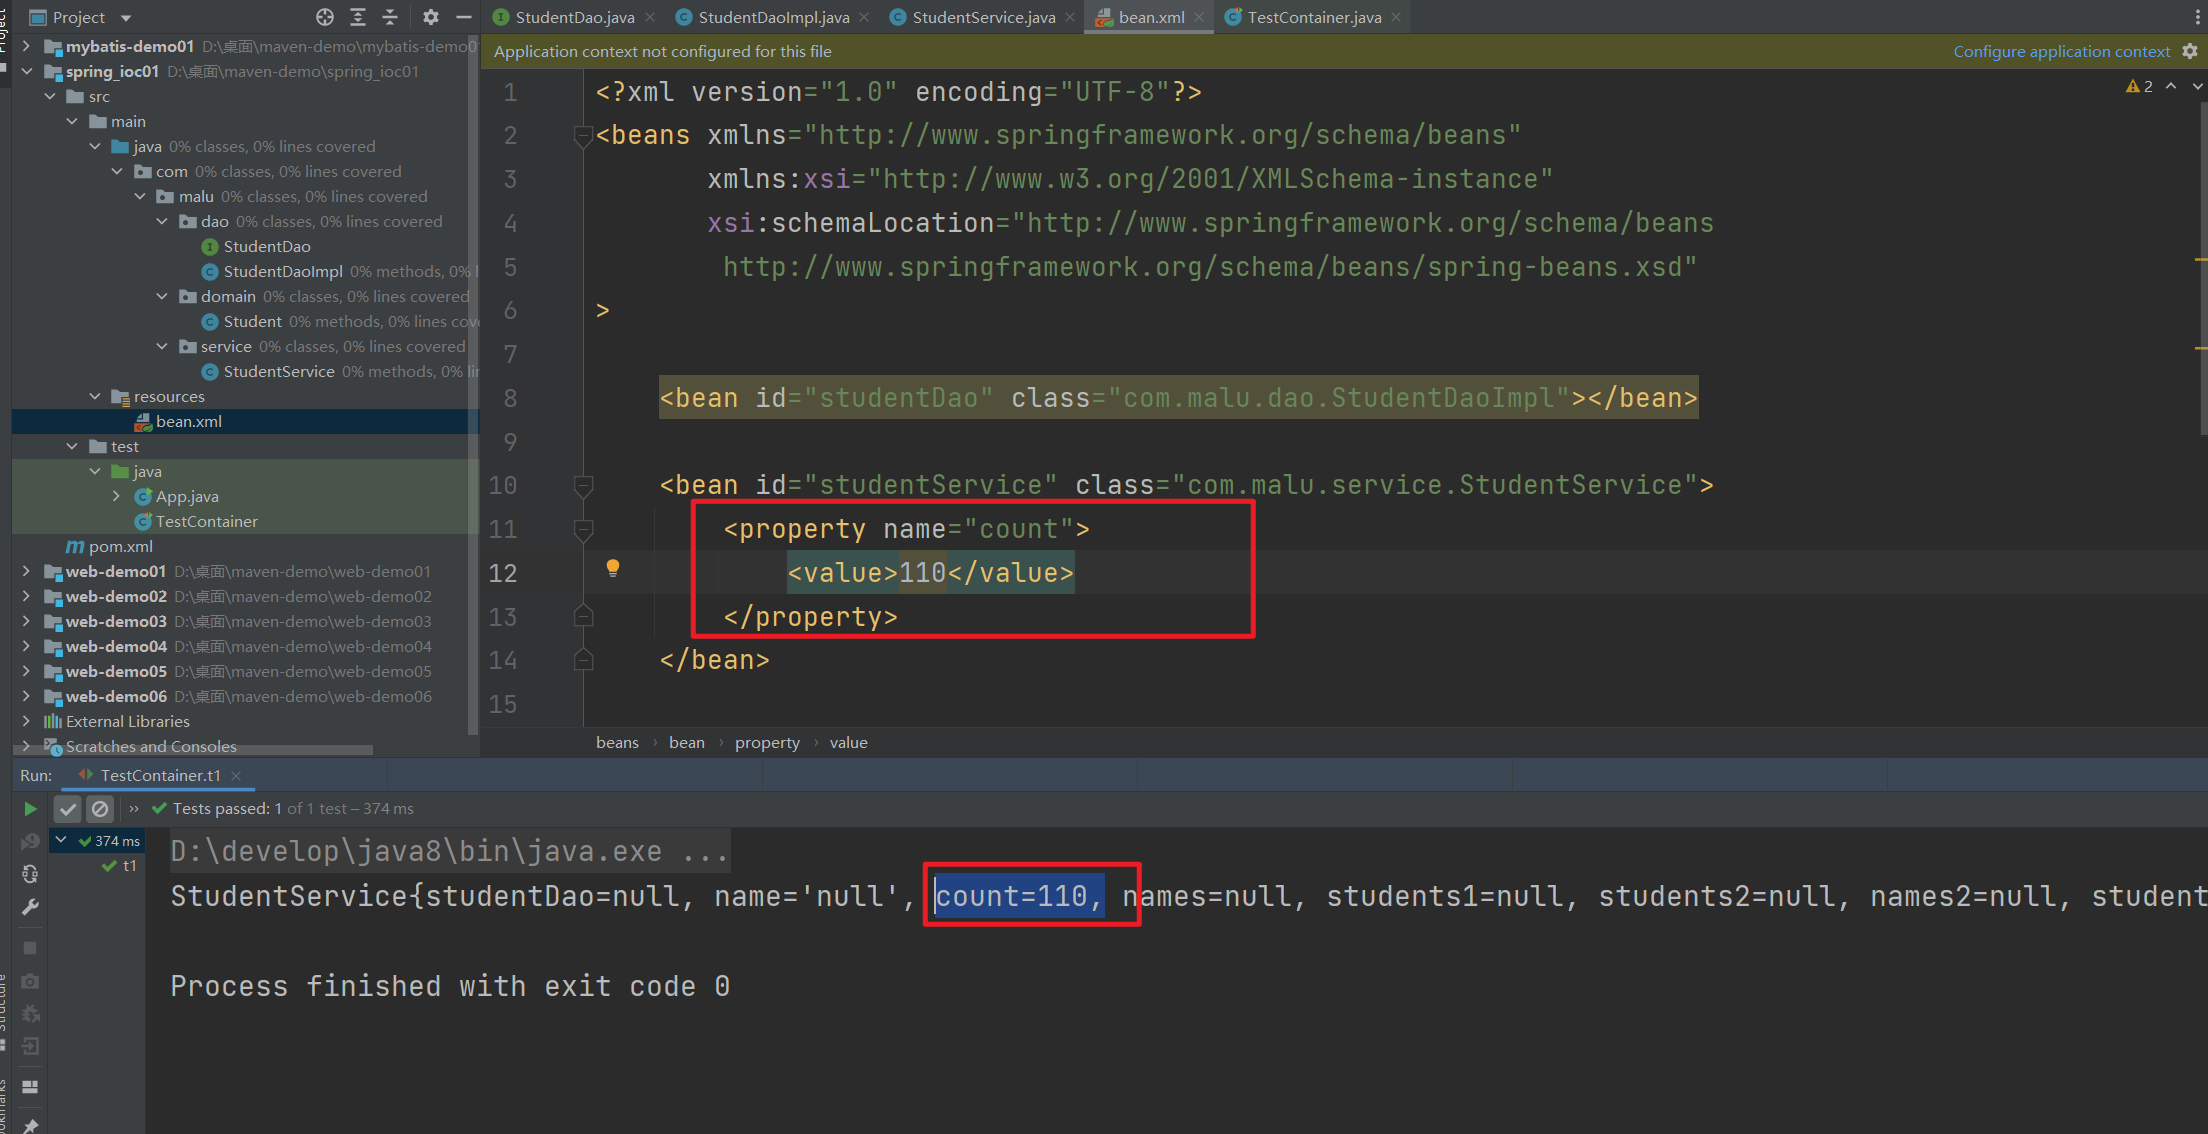 Project
StudentDao.java
StudentDaoImpl.java
StudentService.java
bean.xml
TestContainer.java
Project
mybatis-demo01 D:\桌面\maven-demo\mybatis-demo01
spring_ioc01 D:\桌面\maven-demo\spring_ioc01
src
main
java 0% classes, 0% lines covered
com 0% classes, 0% lines covered
malu 0% classes, 0% lines covered
dao 0% classes, 0% lines covered
StudentDao
StudentDaoImpl 0% methods, 0% l
domain 0% classes, 0% lines covered
Student 0% methods, 0% lines cove
service 0% classes, 0% lines covered
StudentService 0% methods, 0% lin
resources
bean.xml
test
java
App.java
TestContainer
pom.xml
web-demo01 D:\桌面\maven-demo\web-demo01
web-demo02 D:\桌面\maven-demo\web-demo02
web-demo03 D:\桌面\maven-demo\web-demo03
web-demo04 D:\桌面\maven-demo\web-demo04
web-demo05 D:\桌面\maven-demo\web-demo05
web-demo06 D:\桌面\maven-demo\web-demo06
External Libraries
Scratches and Consoles
Application context not configured for this file
Configure application context
2
1 <?xml version="1.0" encoding="UTF-8"?>
2 <beans xmlns="http://www.springframework.org/schema/beans"
3 xmlns:xsi="http://www.w3.org/2001/XMLSchema-instance"
4 xsi:schemaLocation="http://www.springframework.org/schema/beans
5 http://www.springframework.org/schema/beans/spring-beans.xsd"
6 >
7
8 <bean id="studentDao" class="com.malu.dao.StudentDaoImpl"></bean>
9
10 <bean id="studentService" class="com.malu.service.StudentService">
11 <property name="count">
12 <value>110</value>
13 </property>
14 </bean>
15
beans › bean › property › value
Run: TestContainer.t1
» Tests passed: 1 of 1 test – 374 ms
374 ms
t1
D:\develop\java8\bin\java.exe ...
StudentService{studentDao=null, name='null', count=110, names=null, students1=null, students2=null, names2=null, student
Process finished with exit code 0
Structure